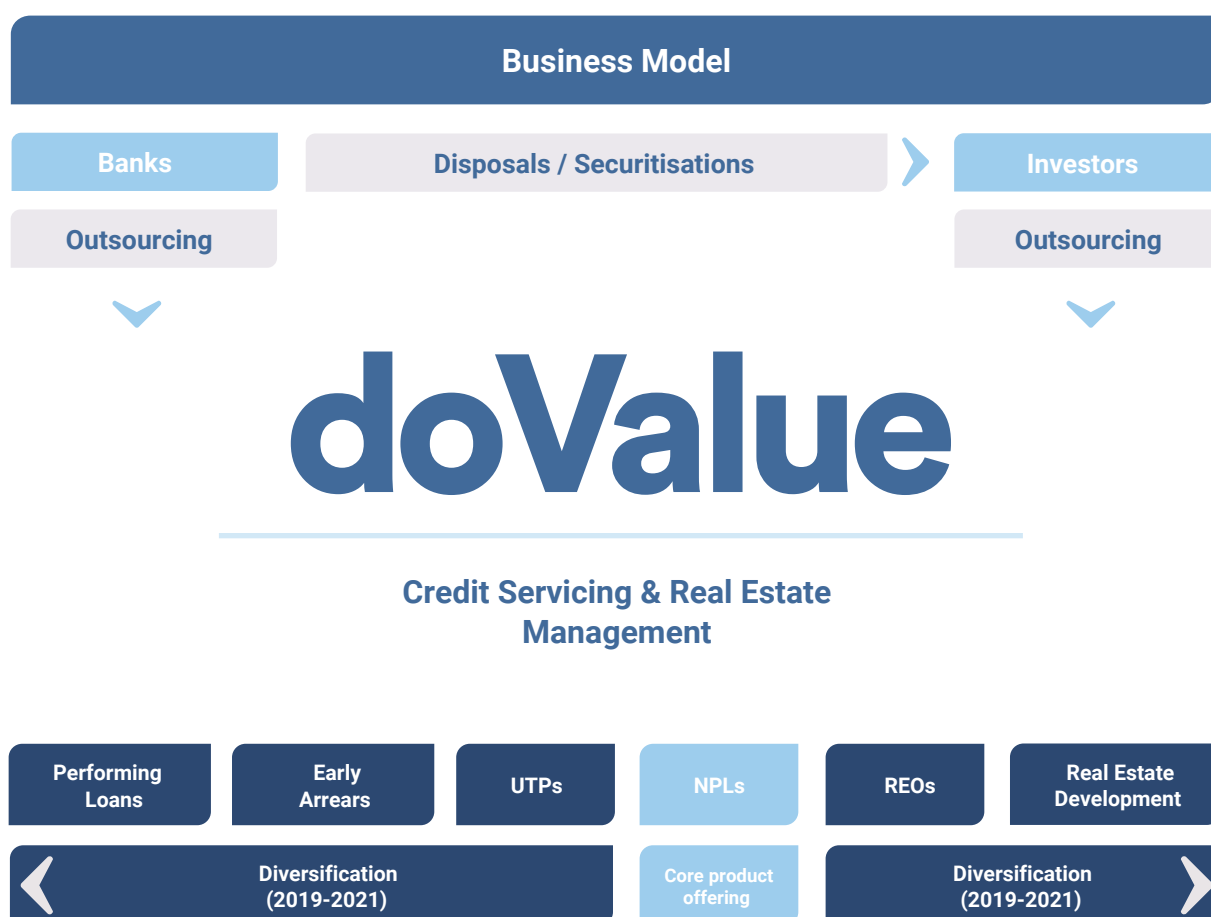 Business Model
Banks
Disposals / Securitisations
Investors
Outsourcing
Outsourcing
doValue
Credit Servicing & Real Estate
Management
Performing
Loans
Early
Arrears
UTPs
NPLs
REOs
Real Estate
Development
Diversification
(2019-2021)
Core product
offering
Diversification
(2019-2021)